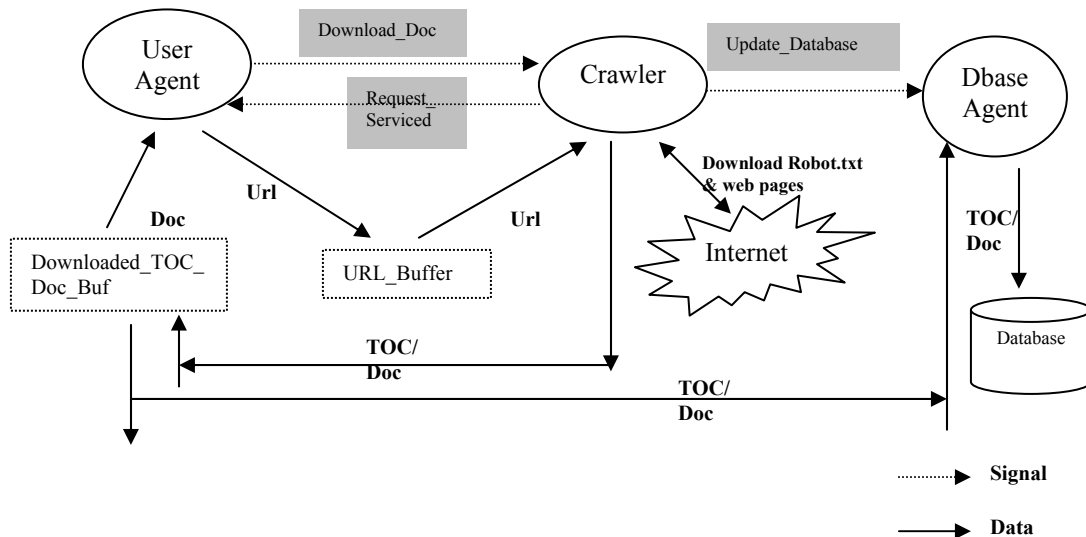 User
Agent
Download_Doc
Request_
Serviced
Crawler
Update_Database
Dbase
Agent
Download Robot.txt
& web pages
Url
Url
Doc
Downloaded_TOC_
Doc_Buf
URL_Buffer
Internet
TOC/
Doc
Database
TOC/
Doc
TOC/
Doc
Signal
Data